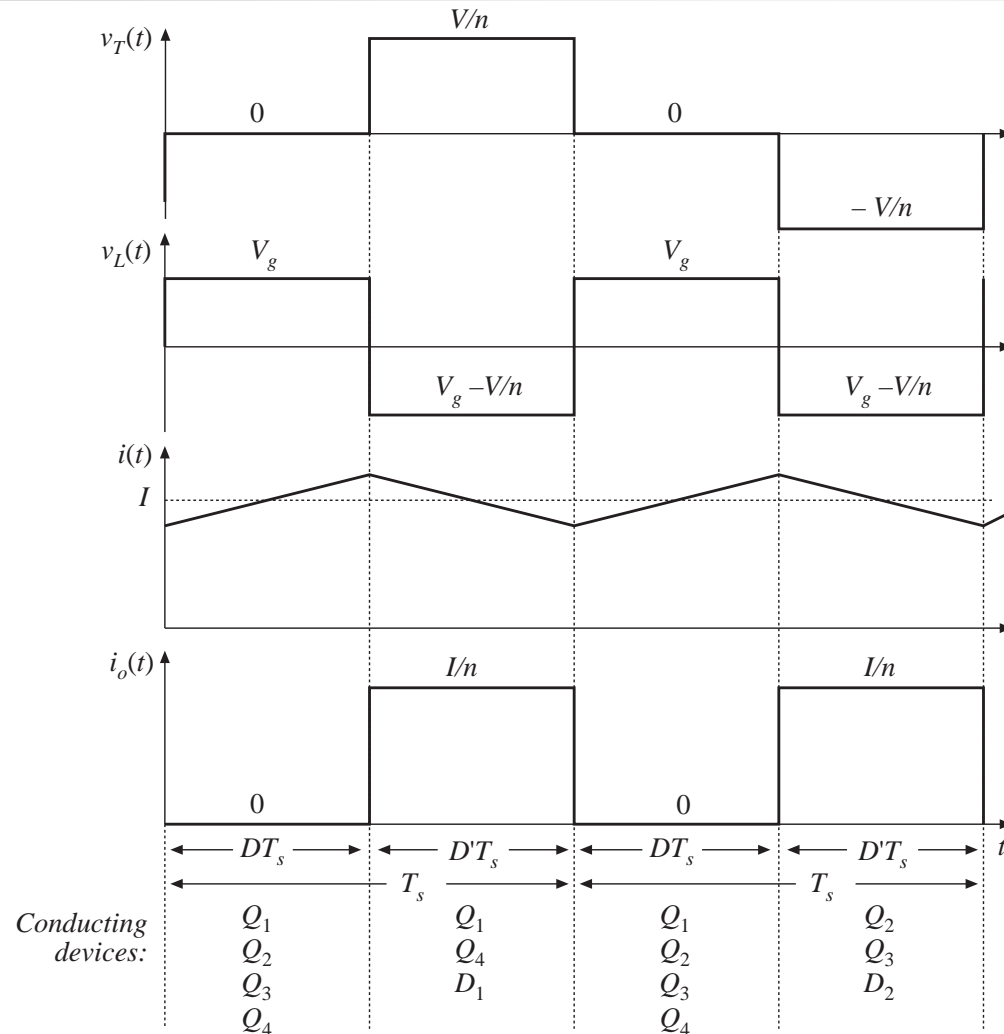 V/n
v_T(t)
0 0
– V/n
v_L(t)
V_g V_g
V_g –V/n V_g –V/n
i(t)
I
i_o(t)
I/n I/n
0 0
DT_s D'T_s DT_s D'T_s t
T_s T_s
Conducting devices:
Q_1 Q_1 Q_1 Q_2
Q_2 Q_4 Q_2 Q_3
Q_3 D_1 Q_3 D_2
Q_4 Q_4